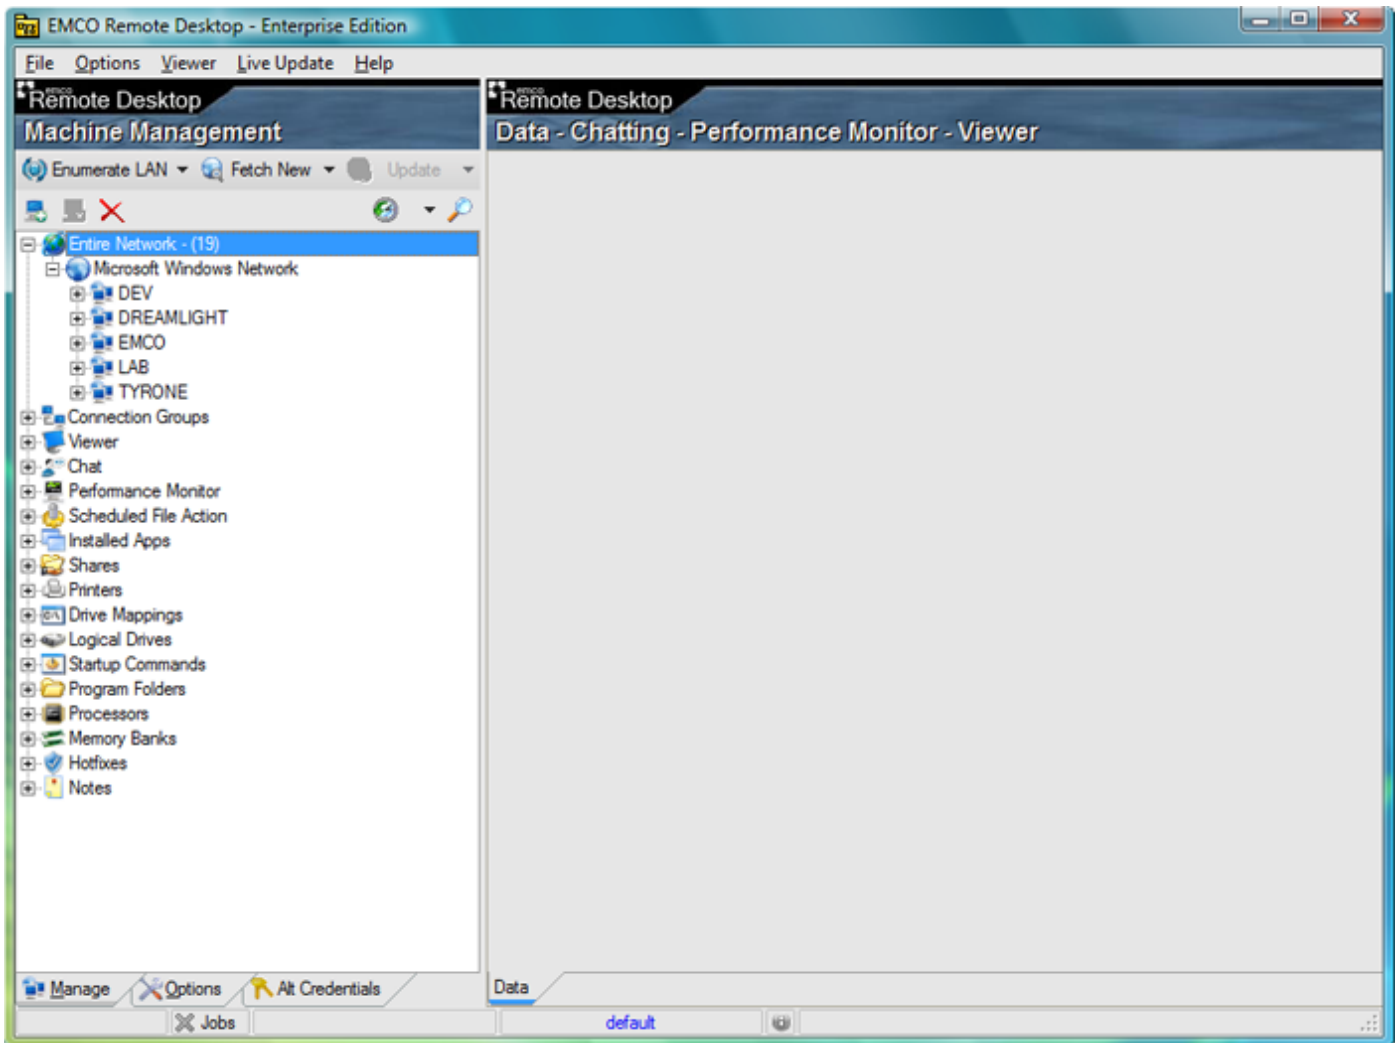 EMCO Remote Desktop - Enterprise Edition
File Options Viewer Live Update Help
emco
Remote Desktop
Machine Management
emco
Remote Desktop
Data - Chatting - Performance Monitor - Viewer
Enumerate LAN Fetch New Update
Entire Network - (19)
Microsoft Windows Network
DEV
DREAMLIGHT
EMCO
LAB
TYRONE
Connection Groups
Viewer
Chat
Performance Monitor
Scheduled File Action
Installed Apps
Shares
Printers
Drive Mappings
Logical Drives
Startup Commands
Program Folders
Processors
Memory Banks
Hotfixes
Notes
Manage Options Alt Credentials
Data
Jobs default